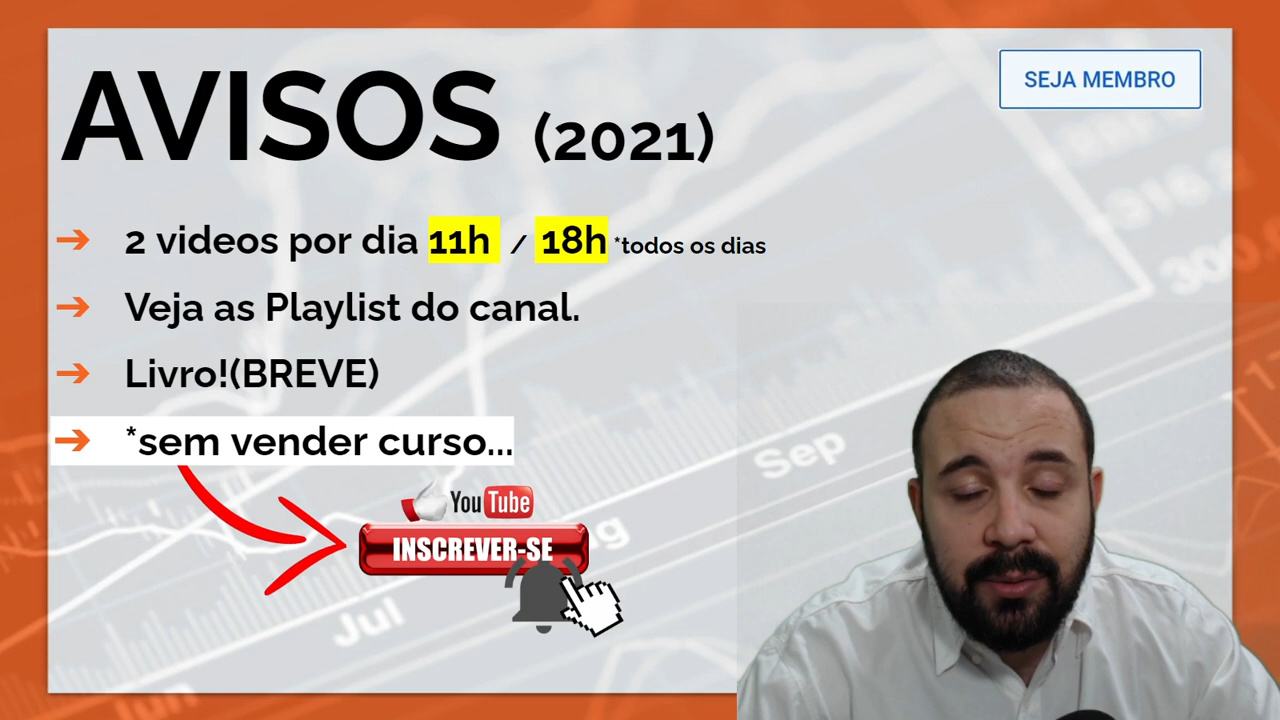 AVISOS (2021)
SEJA MEMBRO
➔ 2 videos por dia 11h / 18h *todos os dias
➔ Veja as Playlist do canal.
➔ Livro!(BREVE)
➔ *sem vender curso...
YouTube
INSCREVER-SE
Sep
Jul